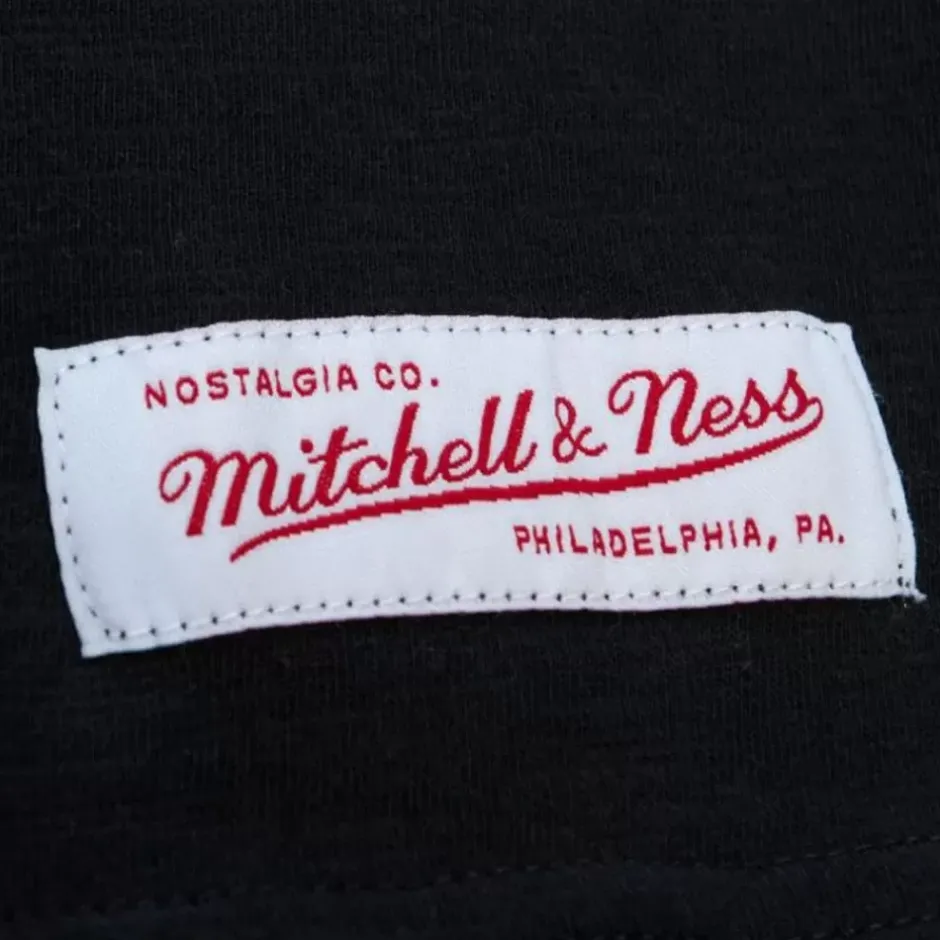 NOSTALGIA CO.
Mitchell & Ness
PHILADELPHIA, PA.